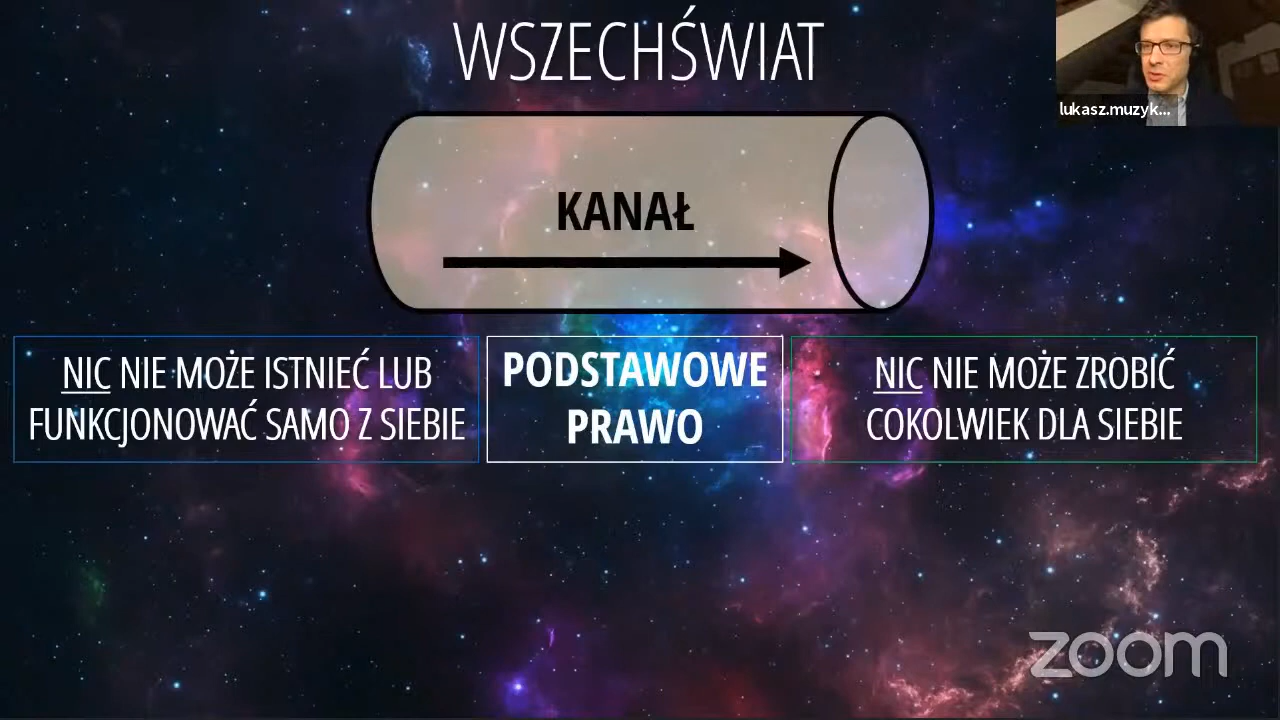 WSZECHŚWIAT
lukasz.muzyk...
KANAŁ
NIC NIE MOŻE ISTNIEĆ LUB
FUNKCJONOWAĆ SAMO Z SIEBIE
PODSTAWOWE
PRAWO
NIC NIE MOŻE ZROBIĆ
COKOLWIEK DLA SIEBIE
zoom